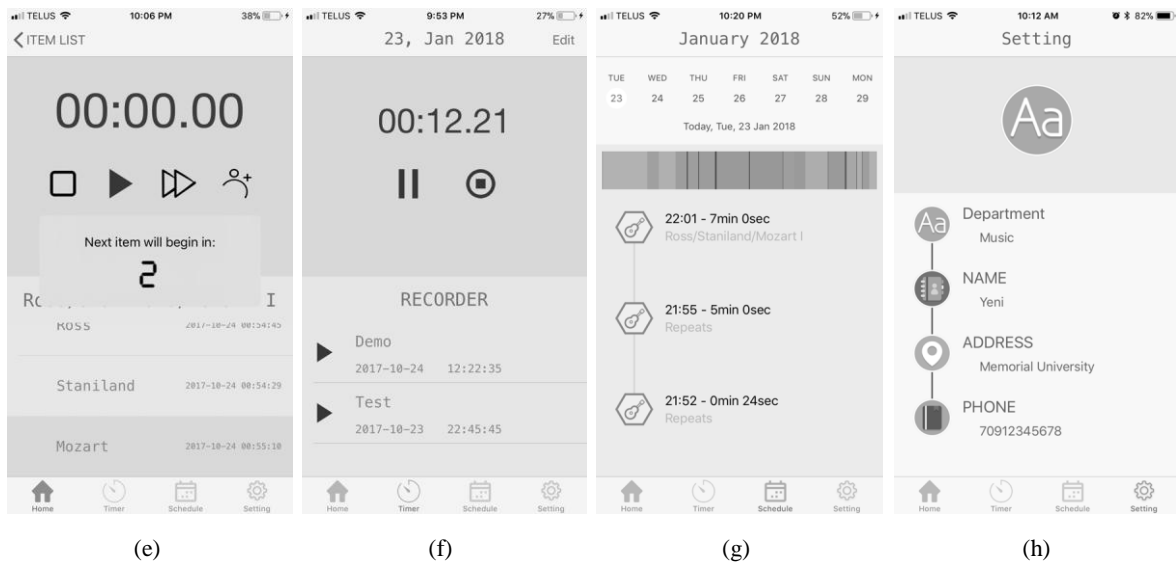 TELUS 10:06 PM 38%
ITEM LIST
00:00.00
Next item will begin in:
2
I
Ross 2017-10-24 00:54:45
Staniland 2017-10-24 00:54:29
Mozart 2017-10-24 00:55:10
Home Timer Schedule Setting
(e)
TELUS 9:53 PM 27%
23, Jan 2018 Edit
00:12.21
RECORDER
Demo
2017-10-24 12:22:35
Test
2017-10-23 22:45:45
Home Timer Schedule Setting
(f)
TELUS 10:20 PM 52%
January 2018
TUE WED THU FRI SAT SUN MON
23 24 25 26 27 28 29
Today, Tue, 23 Jan 2018
22:01 - 7min 0sec
Ross/Staniland/Mozart I
21:55 - 5min 0sec
Repeats
21:52 - 0min 24sec
Repeats
Home Timer Schedule Setting
(g)
TELUS 10:12 AM 82%
Setting
Aa
Aa Department
Music
NAME
Yeni
ADDRESS
Memorial University
PHONE
70912345678
Home Timer Schedule Setting
(h)